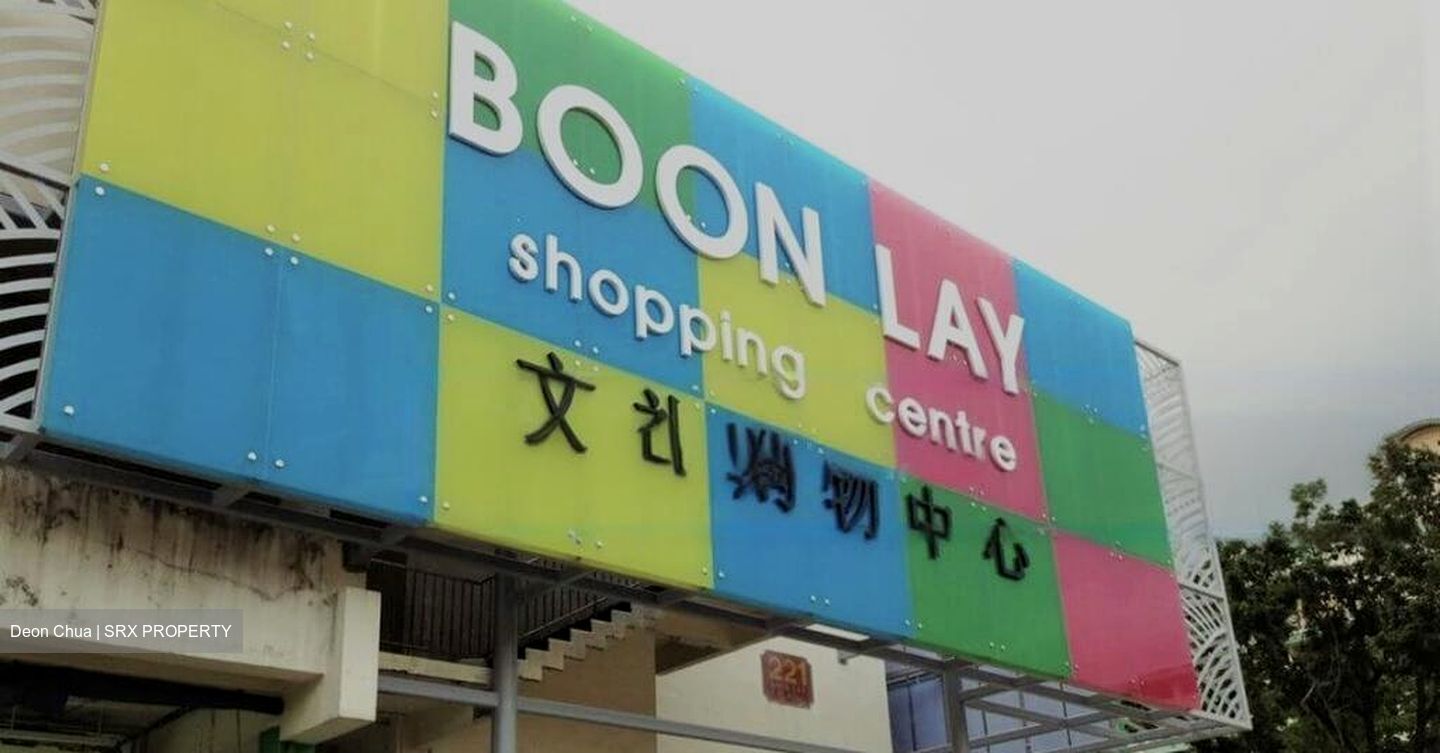 BOON LAY
shopping centre
文礼购物中心
221
Deon Chua | SRX PROPERTY